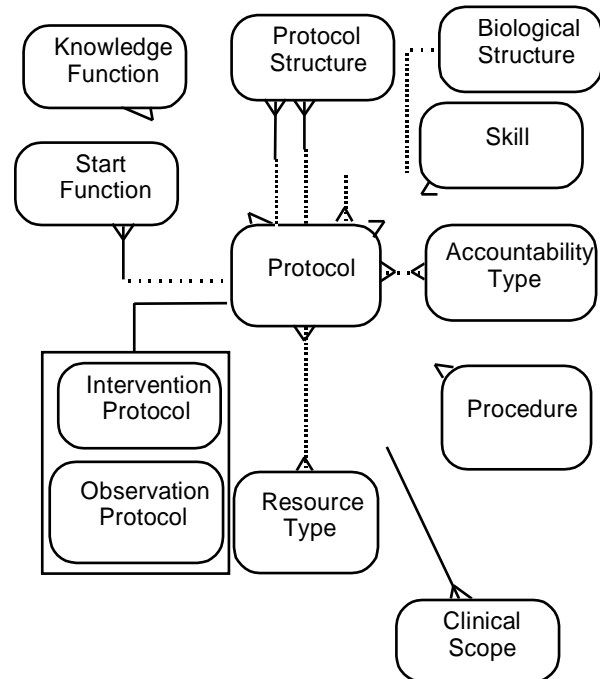 Knowledge
Function
Protocol
Structure
Biological
Structure
Skill
Start
Function
Protocol
Accountability
Type
Intervention
Protocol
Procedure
Observation
Protocol
Resource
Type
Clinical
Scope